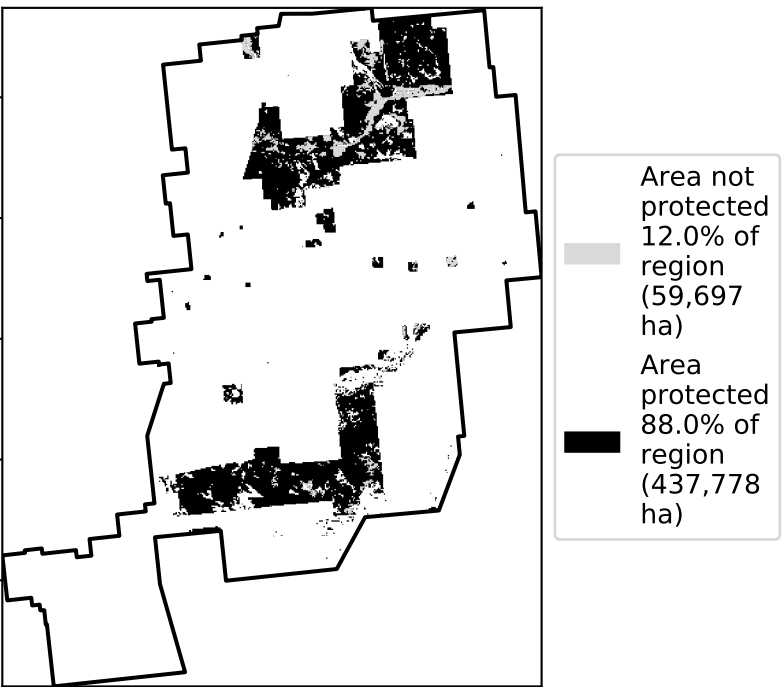 Area not
protected
12.0% of
region
(59,697
ha)
Area
protected
88.0% of
region
(437,778
ha)